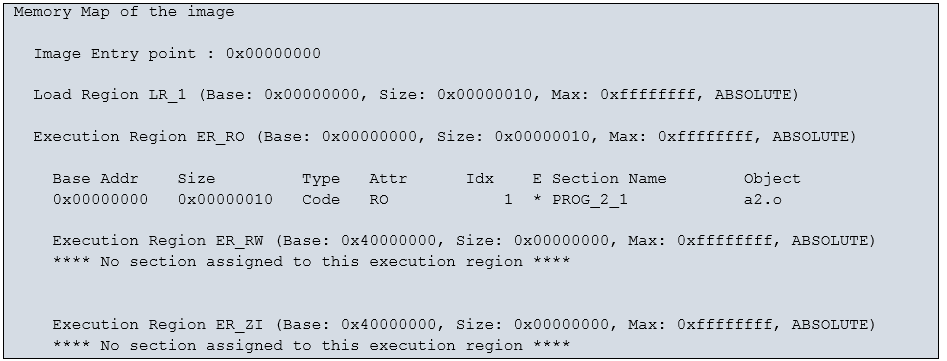 Memory Map of the image
Image Entry point : 0x00000000
Load Region LR_1 (Base: 0x00000000, Size: 0x00000010, Max: 0xffffffff, ABSOLUTE)
Execution Region ER_RO (Base: 0x00000000, Size: 0x00000010, Max: 0xffffffff, ABSOLUTE)
Base Addr    Size         Type   Attr      Idx    E Section Name        Object
0x00000000   0x00000010   Code   RO            1  * PROG_2_1            a2.o
Execution Region ER_RW (Base: 0x40000000, Size: 0x00000000, Max: 0xffffffff, ABSOLUTE)
**** No section assigned to this execution region ****
Execution Region ER_ZI (Base: 0x40000000, Size: 0x00000000, Max: 0xffffffff, ABSOLUTE)
**** No section assigned to this execution region ****